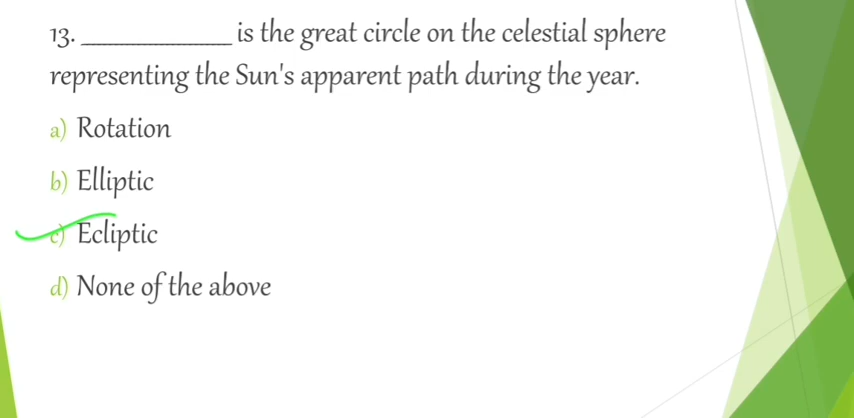 13. ____________ is the great circle on the celestial sphere
representing the Sun's apparent path during the year.
a) Rotation
b) Elliptic
c) Ecliptic
d) None of the above